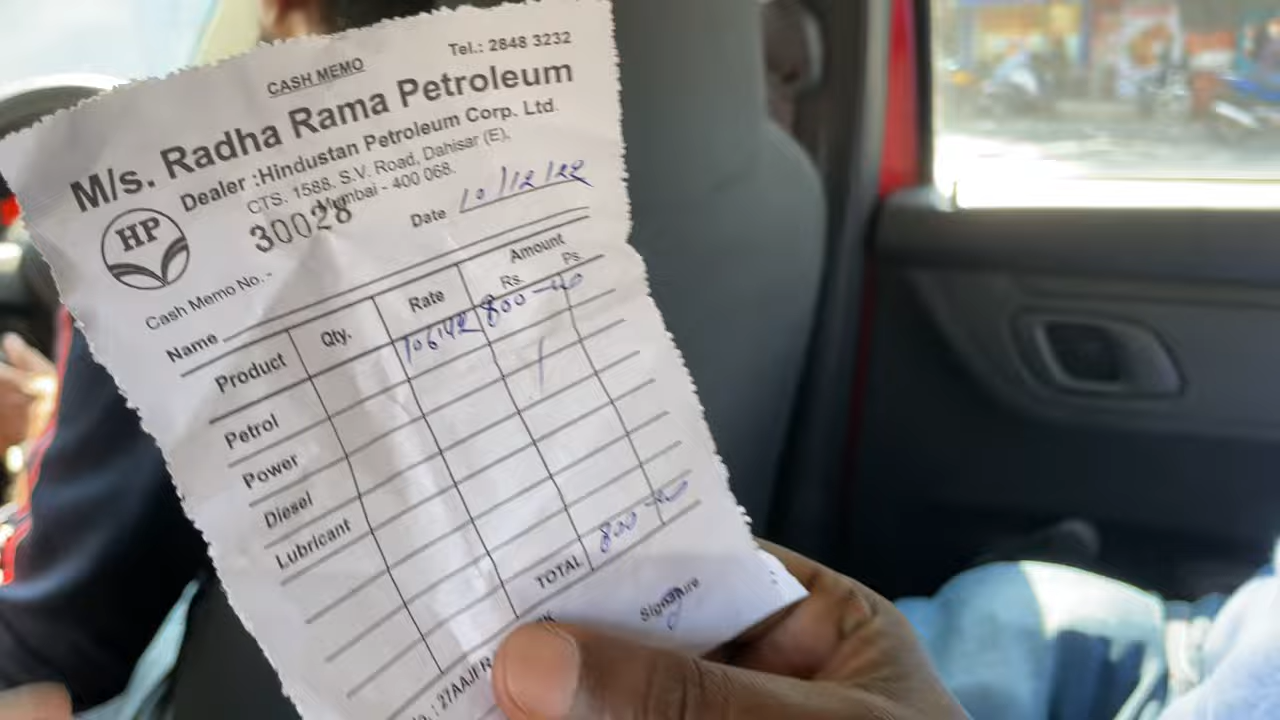 CASH MEMO Tel.: 2848 3232
M/s. Radha Rama Petroleum
Dealer :Hindustan Petroleum Corp. Ltd.
CTS. 1588. S.V. Road, Dahisar (E),
Mumbai - 400 068.
HP
30028
Date 10/12/22
Cash Memo No.-
Name
Product Qty. Rate Amount
Rs. Ps.
Petrol 106.42 800
Power
Diesel
Lubricant
TOTAL 800
Signature
27AAJFR